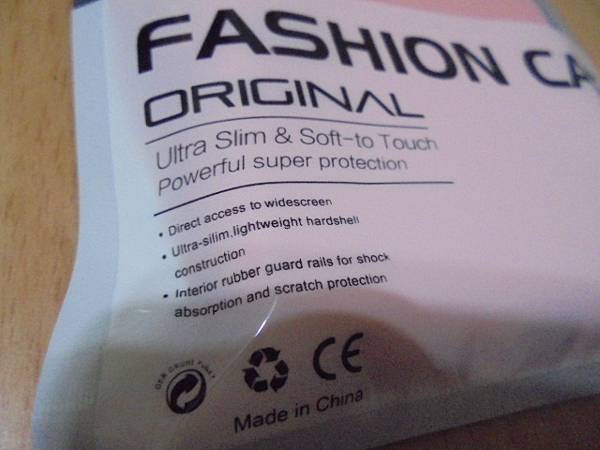 FASHION CA
ORIGINAL
Ultra Slim & Soft-to Touch
Powerful super protection
• Direct access to widescreen
• Ultra-silim,lightweight hardshell
construction
• Interior rubber guard rails for shock
absorption and scratch protection
CE
Made in China